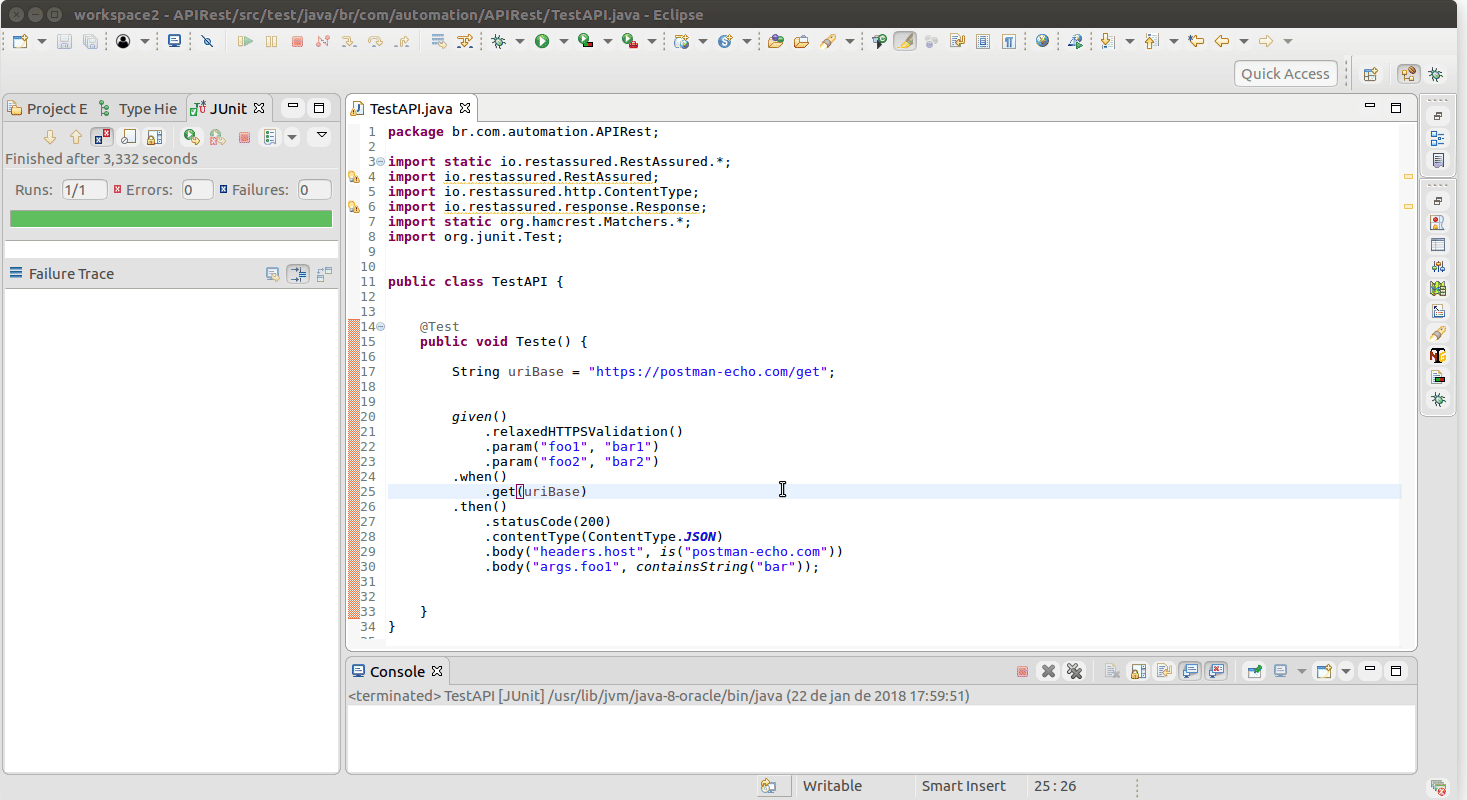 workspace2 - APIRest/src/test/java/br/com/automation/APIRest/TestAPI.java - Eclipse
Quick Access
Project E
Type Hie
JUnit
Finished after 3,332 seconds
Runs: 1/1 Errors: 0 Failures: 0
Failure Trace
TestAPI.java
1 package br.com.automation.APIRest;
2
3 import static io.restassured.RestAssured.*;
4 import io.restassured.RestAssured;
5 import io.restassured.http.ContentType;
6 import io.restassured.response.Response;
7 import static org.hamcrest.Matchers.*;
8 import org.junit.Test;
9
10
11 public class TestAPI {
12
13
14 @Test
15 public void Teste() {
16
17 String uriBase = "https://postman-echo.com/get";
18
19
20 given()
21 .relaxedHTTPSValidation()
22 .param("foo1", "bar1")
23 .param("foo2", "bar2")
24 .when()
25 .get(uriBase)
26 .then()
27 .statusCode(200)
28 .contentType(ContentType.JSON)
29 .body("headers.host", is("postman-echo.com"))
30 .body("args.foo1", containsString("bar"));
31
32
33 }
34 }
Console
<terminated> TestAPI [JUnit] /usr/lib/jvm/java-8-oracle/bin/java (22 de jan de 2018 17:59:51)
Writable
Smart Insert
25 : 26